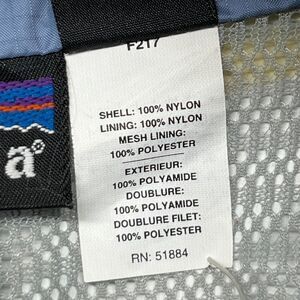 F217
SHELL: 100% NYLON
LINING: 100% NYLON
MESH LINING:
100% POLYESTER
EXTERIEUR:
100% POLYAMIDE
DOUBLURE:
100% POLYAMIDE
DOUBLURE FILET:
100% POLYESTER
RN: 51884
a°